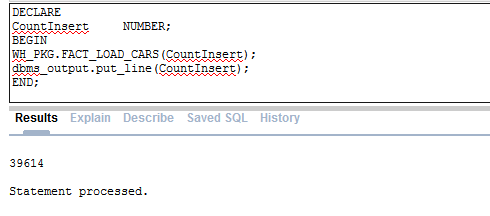 DECLARE
CountInsert NUMBER;
BEGIN
WH_PKG.FACT_LOAD_CARS(CountInsert);
dbms_output.put_line(CountInsert);
END;
Results Explain Describe Saved SQL History
39614
Statement processed.